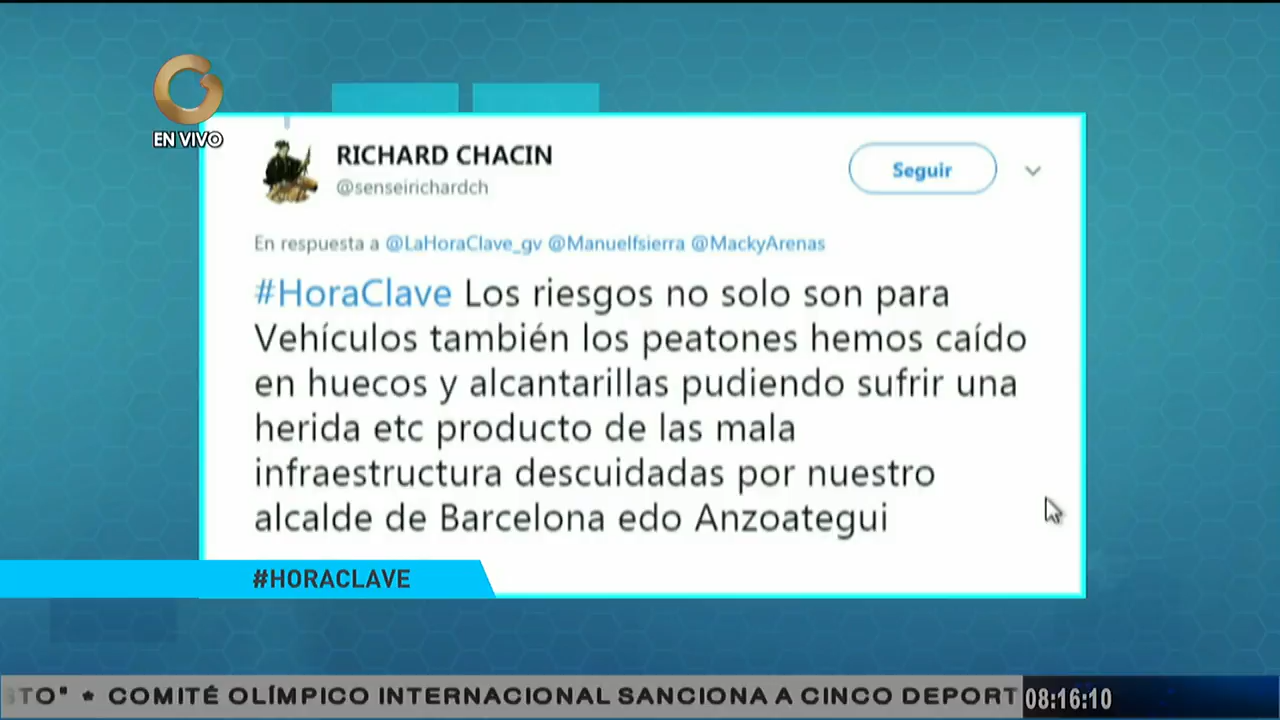 EN VIVO
RICHARD CHACIN
@senseirichardch
Seguir
En respuesta a @LaHoraClave_gv @Manuelfsierra @MackyArenas
#HoraClave Los riesgos no solo son para
Vehículos también los peatones hemos caído
en huecos y alcantarillas pudiendo sufrir una
herida etc producto de las mala
infraestructura descuidadas por nuestro
alcalde de Barcelona edo Anzoategui
#HORACLAVE
STO" * COMITÉ OLÍMPICO INTERNACIONAL SANCIONA A CINCO DEPORT
08:16:10